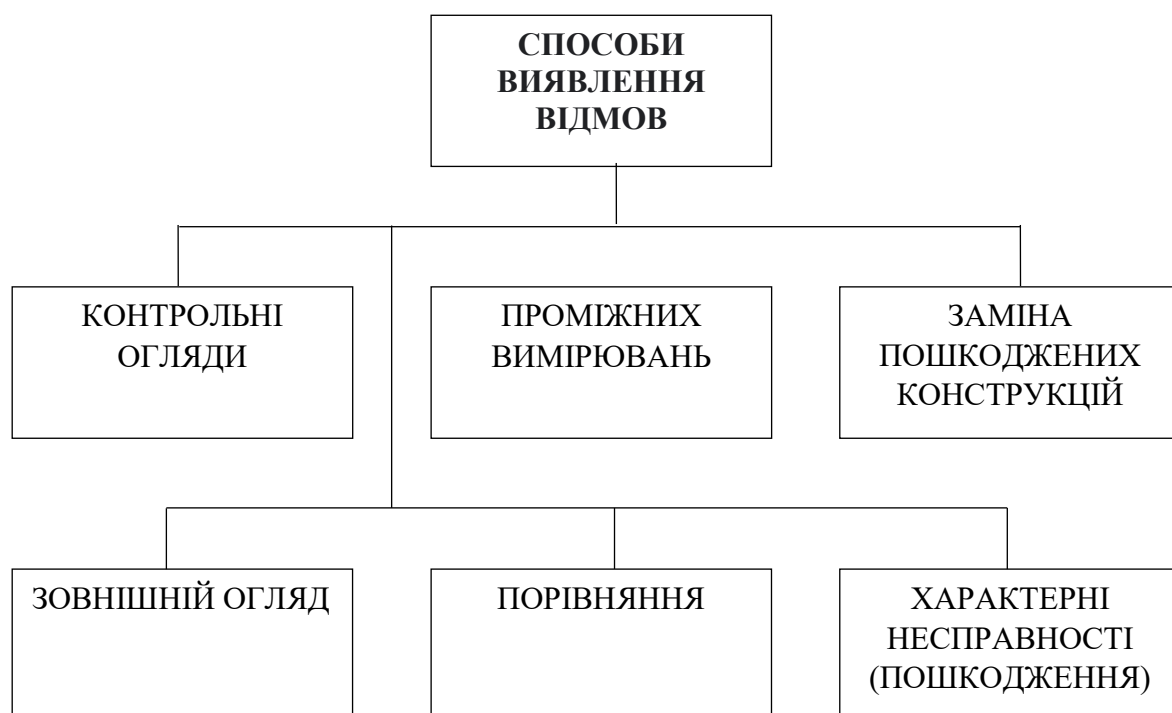 СПОСОБИ
ВИЯВЛЕННЯ
ВІДМОВ
КОНТРОЛЬНІ
ОГЛЯДИ
ПРОМІЖНИХ
ВИМІРЮВАНЬ
ЗАМІНА
ПОШКОДЖЕНИХ
КОНСТРУКЦІЙ
ЗОВНІШНІЙ ОГЛЯД
ПОРІВНЯННЯ
ХАРАКТЕРНІ
НЕСПРАВНОСТІ
(ПОШКОДЖЕННЯ)